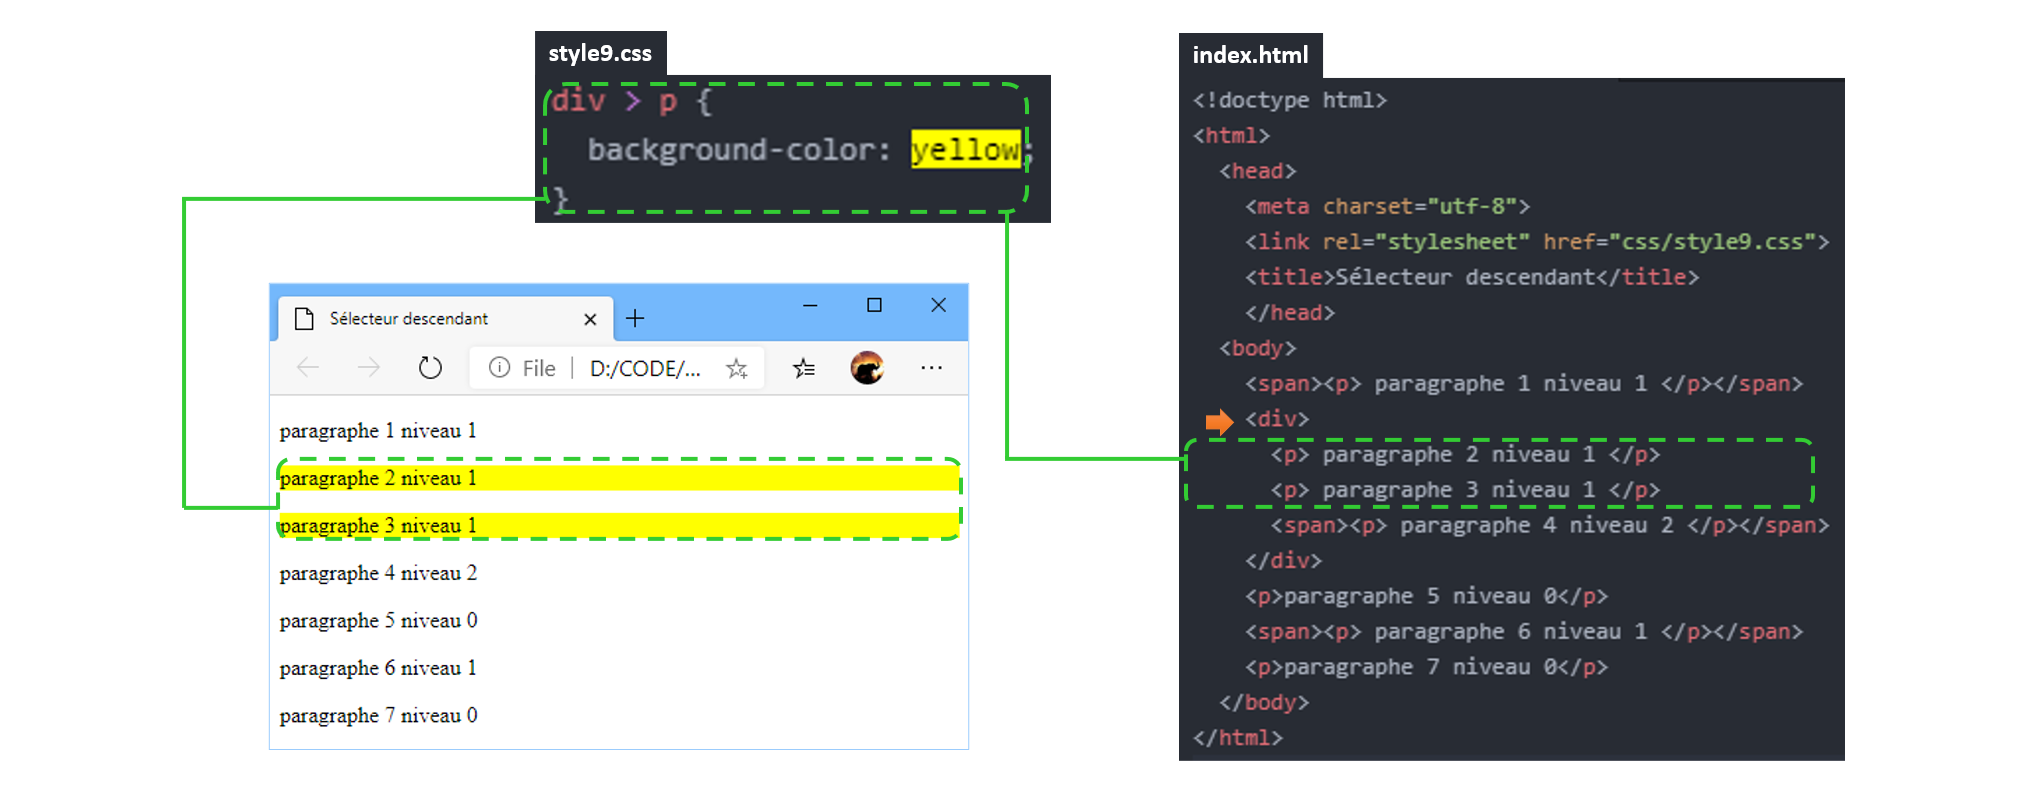 style9.css
div > p {
background-color: yellow;
}
Sélecteur descendant
File | D:/CODE/...
paragraphe 1 niveau 1
paragraphe 2 niveau 1
paragraphe 3 niveau 1
paragraphe 4 niveau 2
paragraphe 5 niveau 0
paragraphe 6 niveau 1
paragraphe 7 niveau 0
index.html
<!doctype html>
<html>
<head>
<meta charset="utf-8">
<link rel="stylesheet" href="css/style9.css">
<title>Sélecteur descendant</title>
</head>
<body>
<span><p> paragraphe 1 niveau 1 </p></span>
<div>
<p> paragraphe 2 niveau 1 </p>
<p> paragraphe 3 niveau 1 </p>
<span><p> paragraphe 4 niveau 2 </p></span>
</div>
<p>paragraphe 5 niveau 0</p>
<span><p> paragraphe 6 niveau 1 </p></span>
<p>paragraphe 7 niveau 0</p>
</body>
</html>